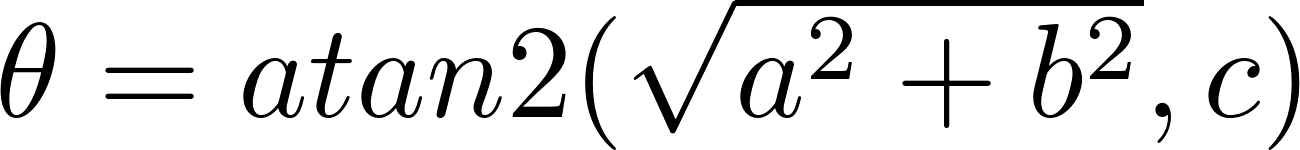 θ = atan2(√(a² + b²), c)